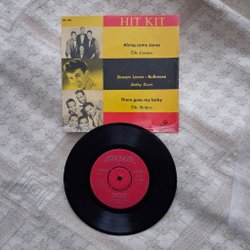 HIT KIT
Along came Jones
The Coasters
Dream Lover - Bullmoose
Bobby Darin
There goes my baby
The Drifters
LONDON